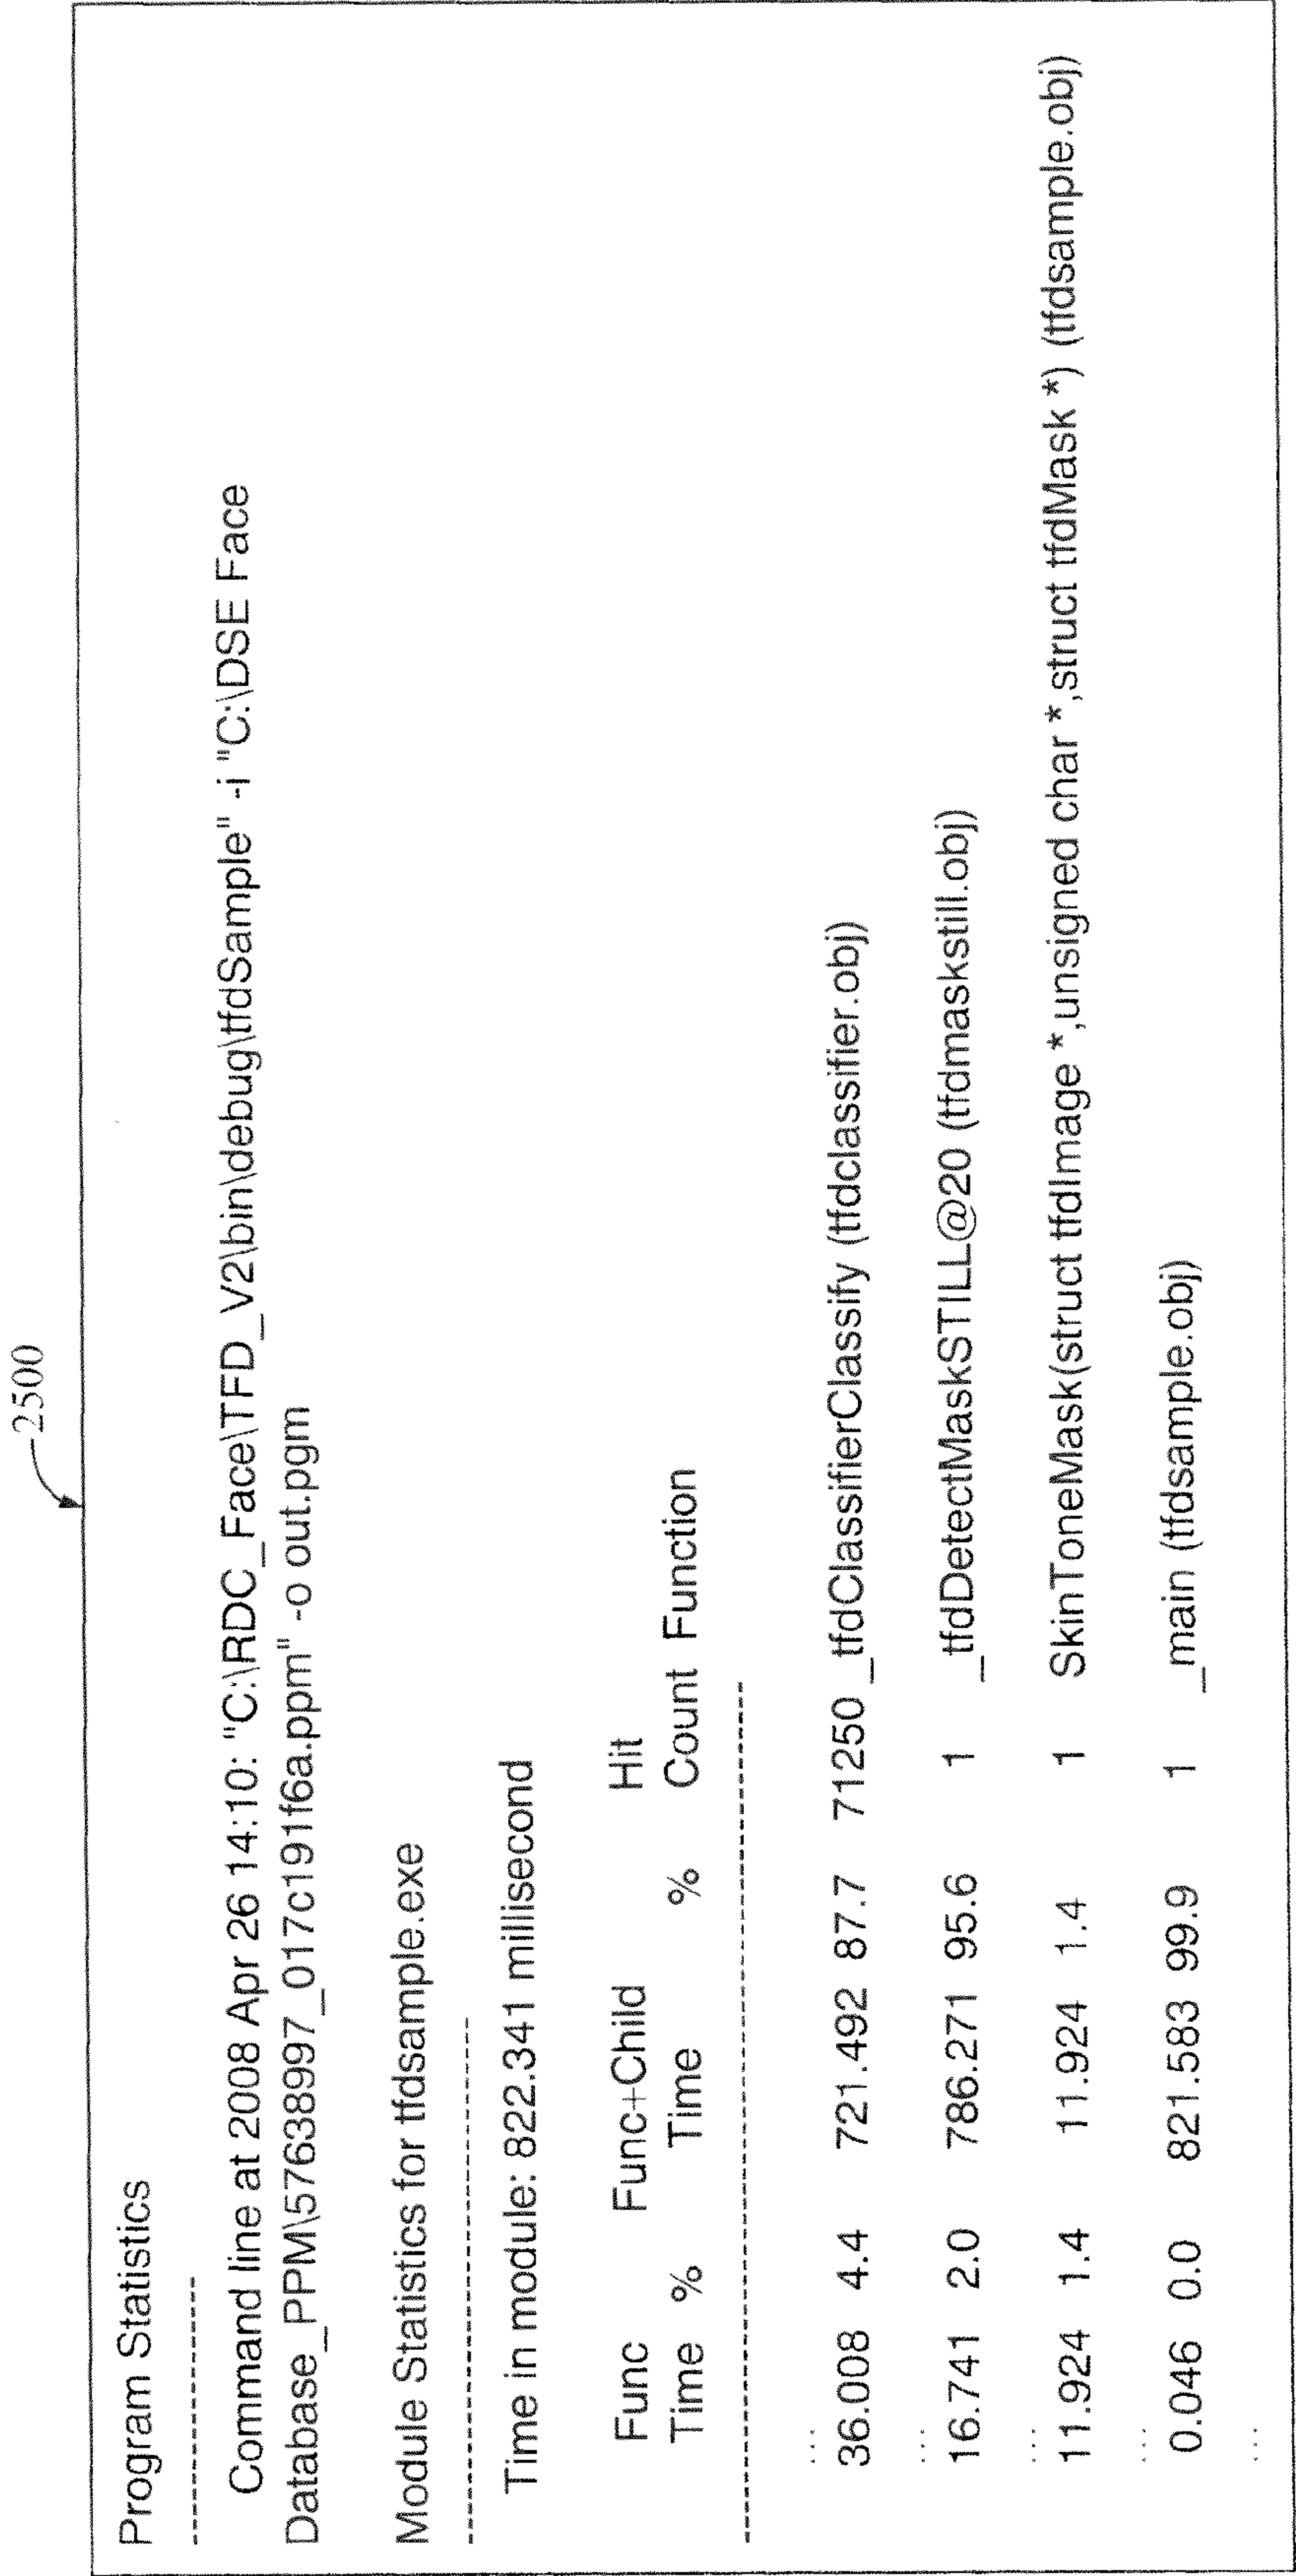 2500
Program Statistics
--------------------
Command line at 2008 Apr 26 14:10: "C:\RDC_Face\TFD_V2\bin\debug\tfdSample" -i "C:\DSE Face
Database_PPM\57638997_017c191f6a.ppm" -o out.pgm
Module Statistics for tfdsample.exe
----------------------------------------
Time in module: 822.341 millisecond
Func Func+Child Hit
Time % Time % Count Function
------------------------------------------------------------------
...
36.008 4.4 721.492 87.7 71250 _tfdClassifierClassify (tfdclassifier.obj)
...
16.741 2.0 786.271 95.6 1 _tfdDetectMaskSTILL@20 (tfdmaskstill.obj)
...
11.924 1.4 11.924 1.4 1 SkinToneMask(struct tfdImage *,unsigned char *,struct tfdMask *) (tfdsample.obj)
...
0.046 0.0 821.583 99.9 1 _main (tfdsample.obj)
...